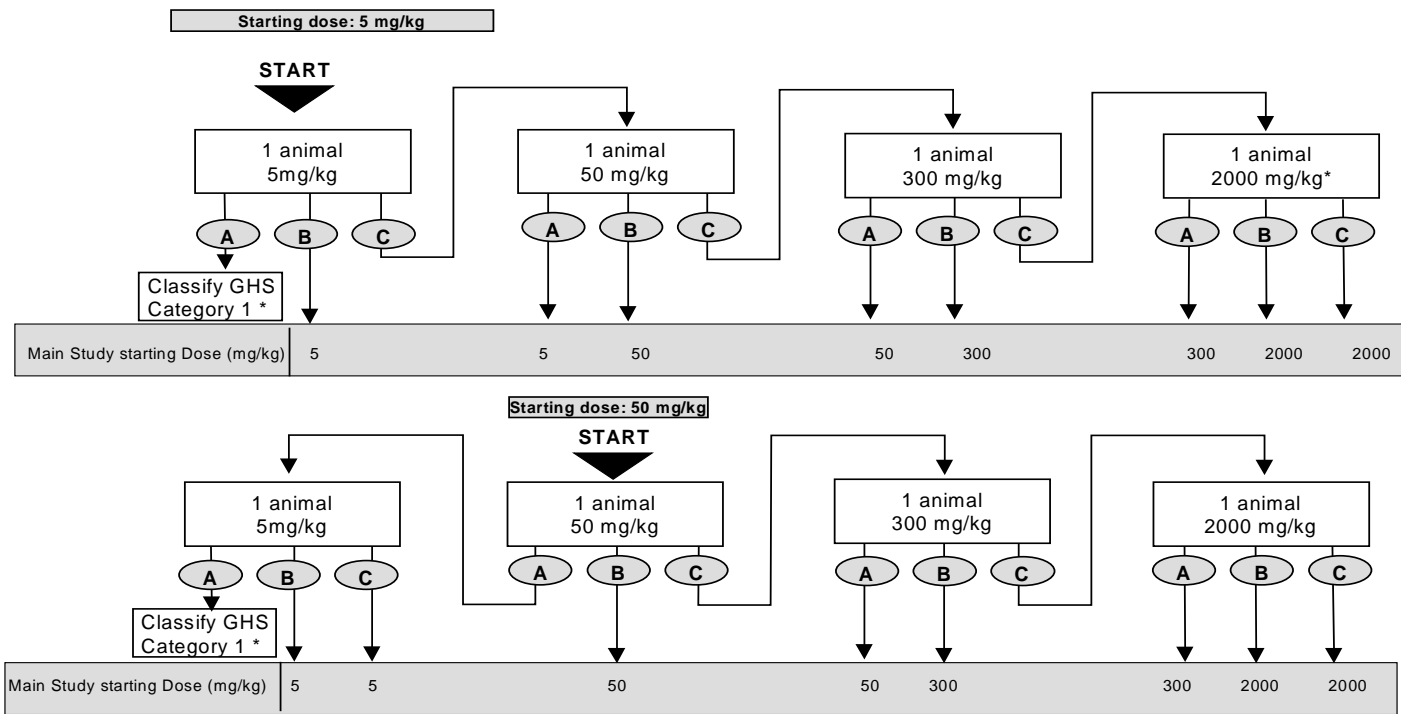 Starting dose: 5 mg/kg
START
1 animal
5mg/kg
1 animal
50 mg/kg
1 animal
300 mg/kg
1 animal
2000 mg/kg*
A B C A B C A B C A B C
Classify GHS
Category 1 *
Main Study starting Dose (mg/kg) 5 5 50 50 300 300 2000 2000
Starting dose: 50 mg/kg
START
1 animal
5mg/kg
1 animal
50 mg/kg
1 animal
300 mg/kg
1 animal
2000 mg/kg
A B C A B C A B C A B C
Classify GHS
Category 1 *
Main Study starting Dose (mg/kg) 5 5 50 50 300 300 2000 2000